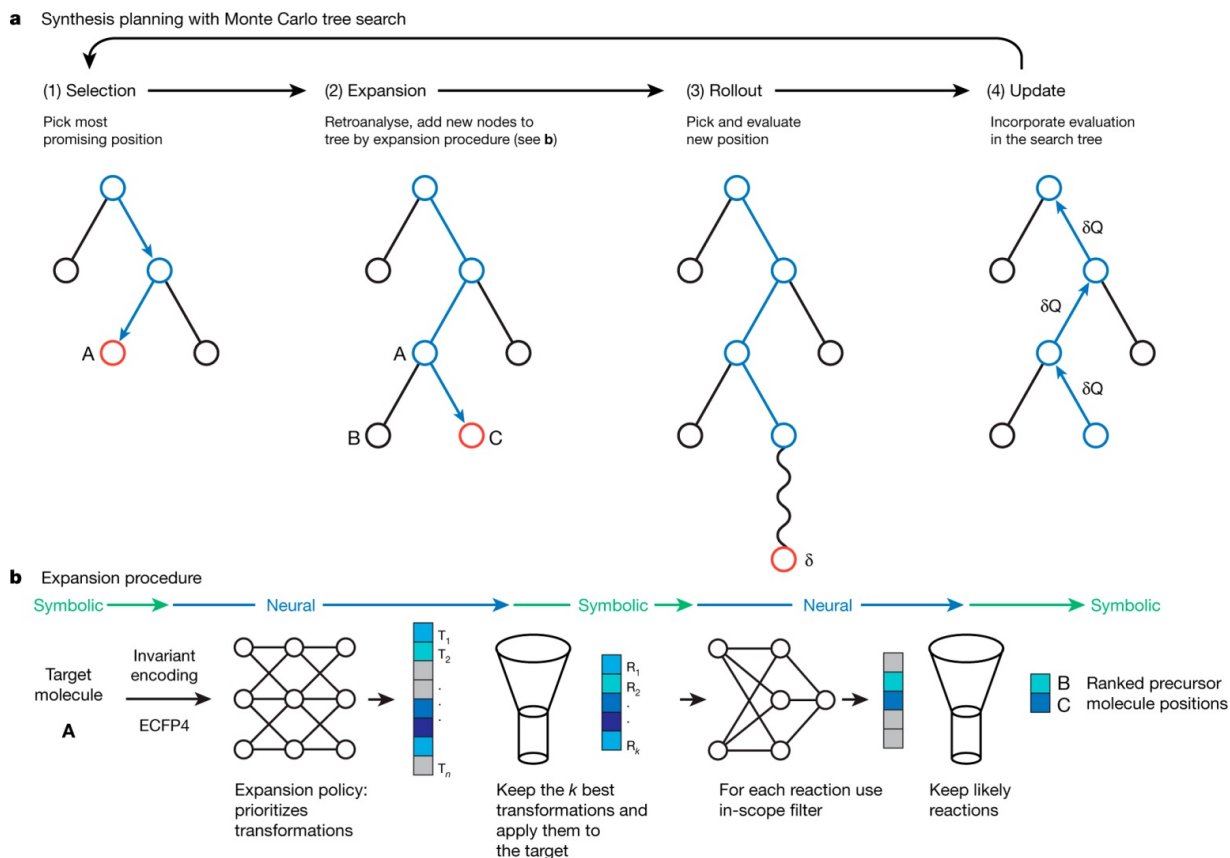 a Synthesis planning with Monte Carlo tree search
(1) Selection
Pick most
promising position
(2) Expansion
Retroanalyse, add new nodes to
tree by expansion procedure (see b)
(3) Rollout
Pick and evaluate
new position
(4) Update
Incorporate evaluation
in the search tree
A
A
B
C
δ
δQ
δQ
δQ
b Expansion procedure
Symbolic
Neural
Symbolic
Neural
Symbolic
Target
molecule
A
Invariant
encoding
ECFP4
T1
T2
.
.
.
Tn
Expansion policy:
prioritizes
transformations
Keep the k best
transformations and
apply them to
the target
R1
R2
.
.
Rk
For each reaction use
in-scope filter
Keep likely
reactions
B
C
Ranked precursor
molecule positions